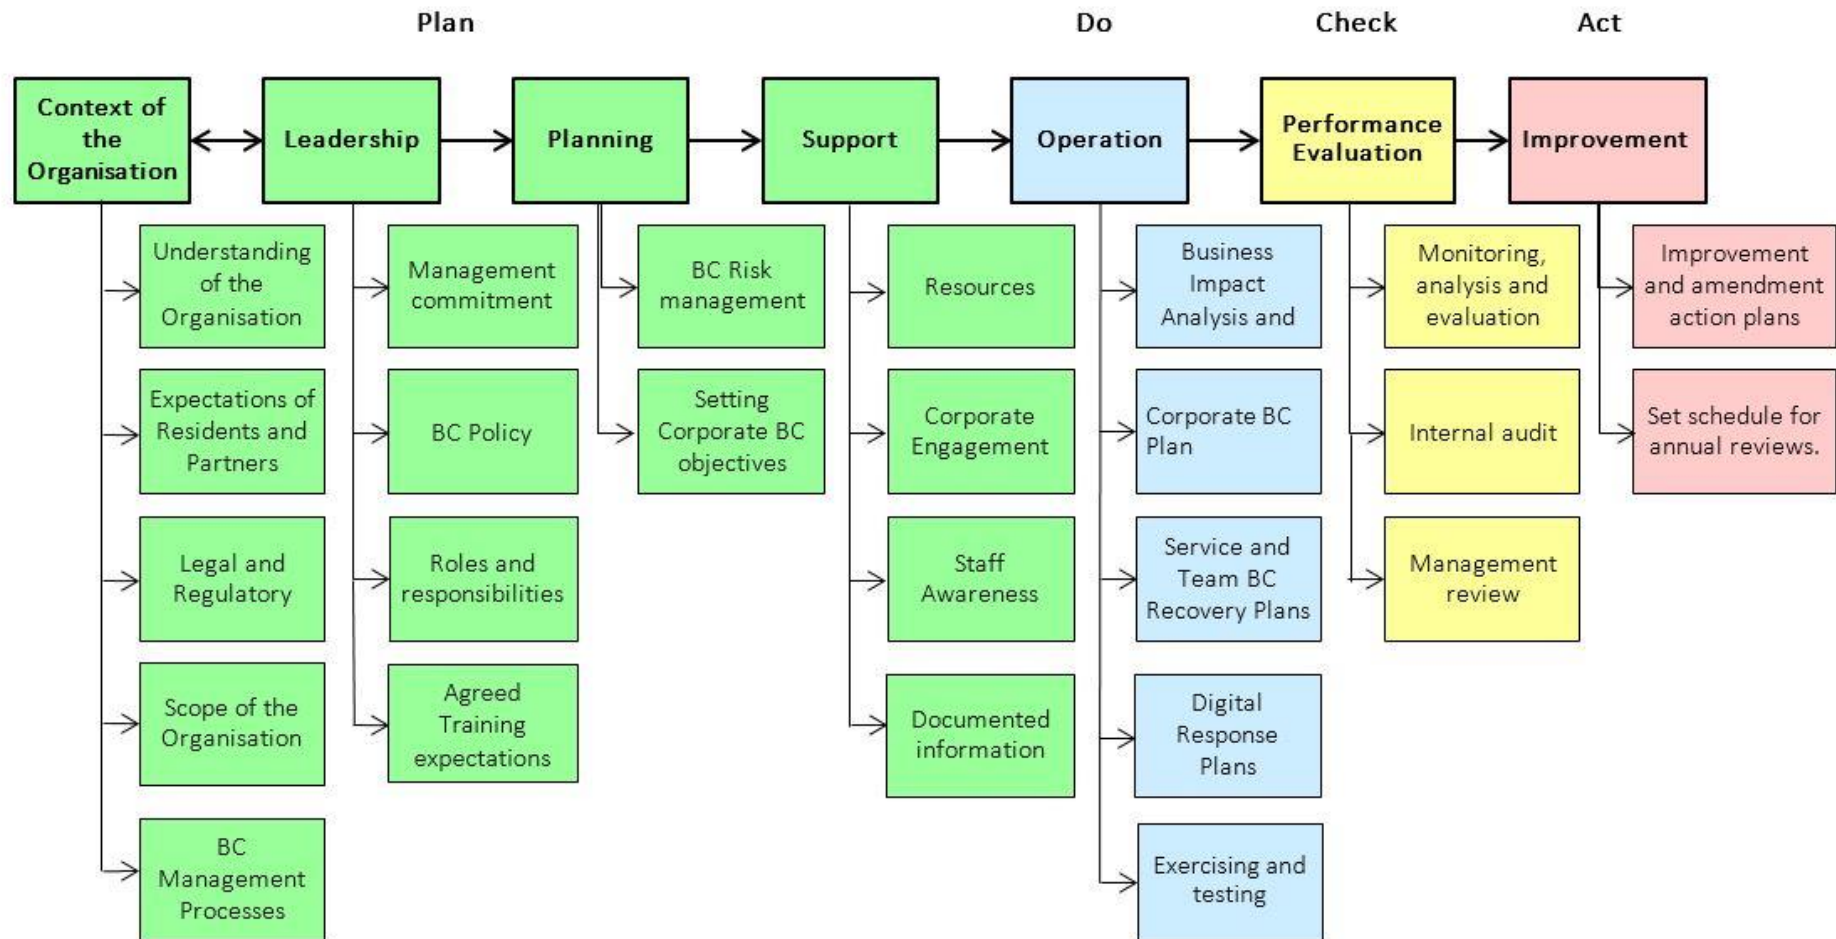 Plan
Do
Check
Act
Context of
the
Organisation
Leadership
Planning
Support
Operation
Performance
Evaluation
Improvement
Understanding
of the
Organisation
Expectations of
Residents and
Partners
Legal and
Regulatory
Scope of the
Organisation
BC
Management
Processes
Management
commitment
BC Policy
Roles and
responsibilities
Agreed
Training
expectations
BC Risk
management
Setting
Corporate BC
objectives
Resources
Corporate
Engagement
Staff
Awareness
Documented
information
Business
Impact
Analysis and
Corporate BC
Plan
Service and
Team BC
Recovery Plans
Digital
Response
Plans
Exercising and
testing
Monitoring,
analysis and
evaluation
Internal audit
Management
review
Improvement
and amendment
action plans
Set schedule for
annual reviews.